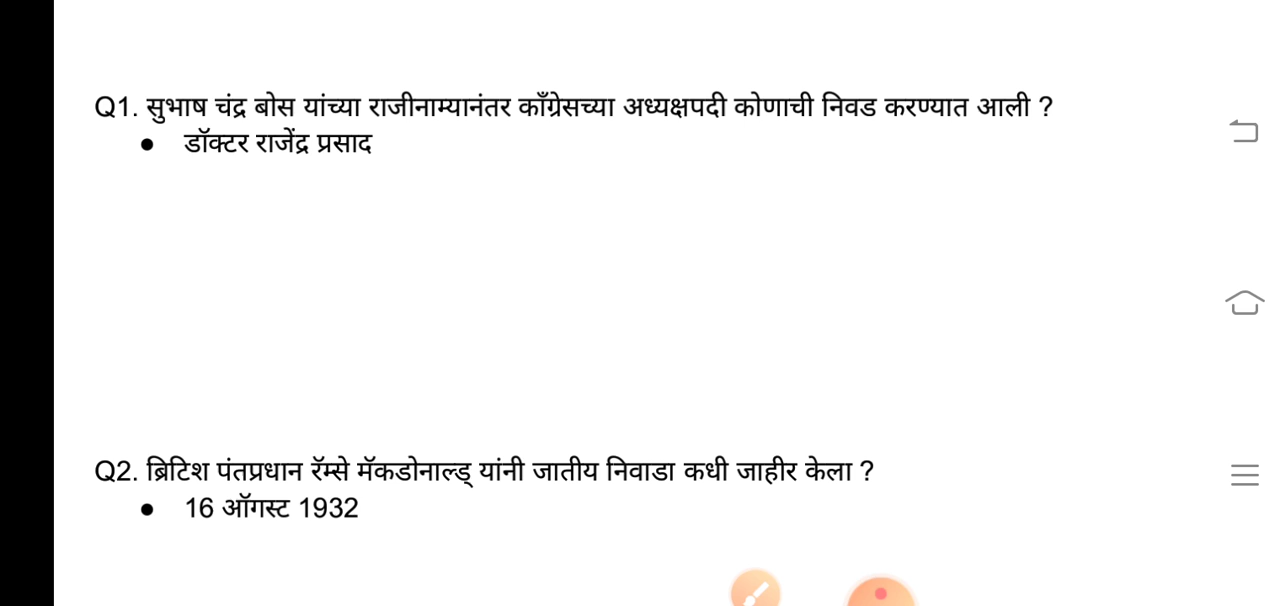 Q1. सुभाष चंद्र बोस यांच्या राजीनाम्यानंतर काँग्रेसच्या अध्यक्षपदी कोणाची निवड करण्यात आली ?
● डॉक्टर राजेंद्र प्रसाद
Q2. ब्रिटिश पंतप्रधान रॅम्से मॅकडोनाल्ड् यांनी जातीय निवाडा कधी जाहीर केला ?
● 16 ऑगस्ट 1932